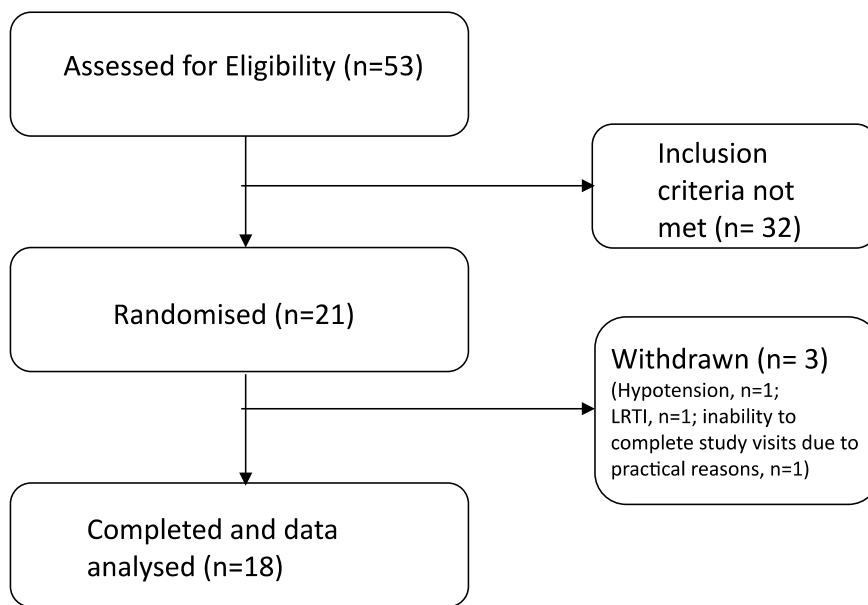 Assessed for Eligibility (n=53)
Inclusion
criteria not
met (n= 32)
Randomised (n=21)
Withdrawn (n= 3)
(Hypotension, n=1;
LRTI, n=1; inability to
complete study visits due to
practical reasons, n=1)
Completed and data
analysed (n=18)